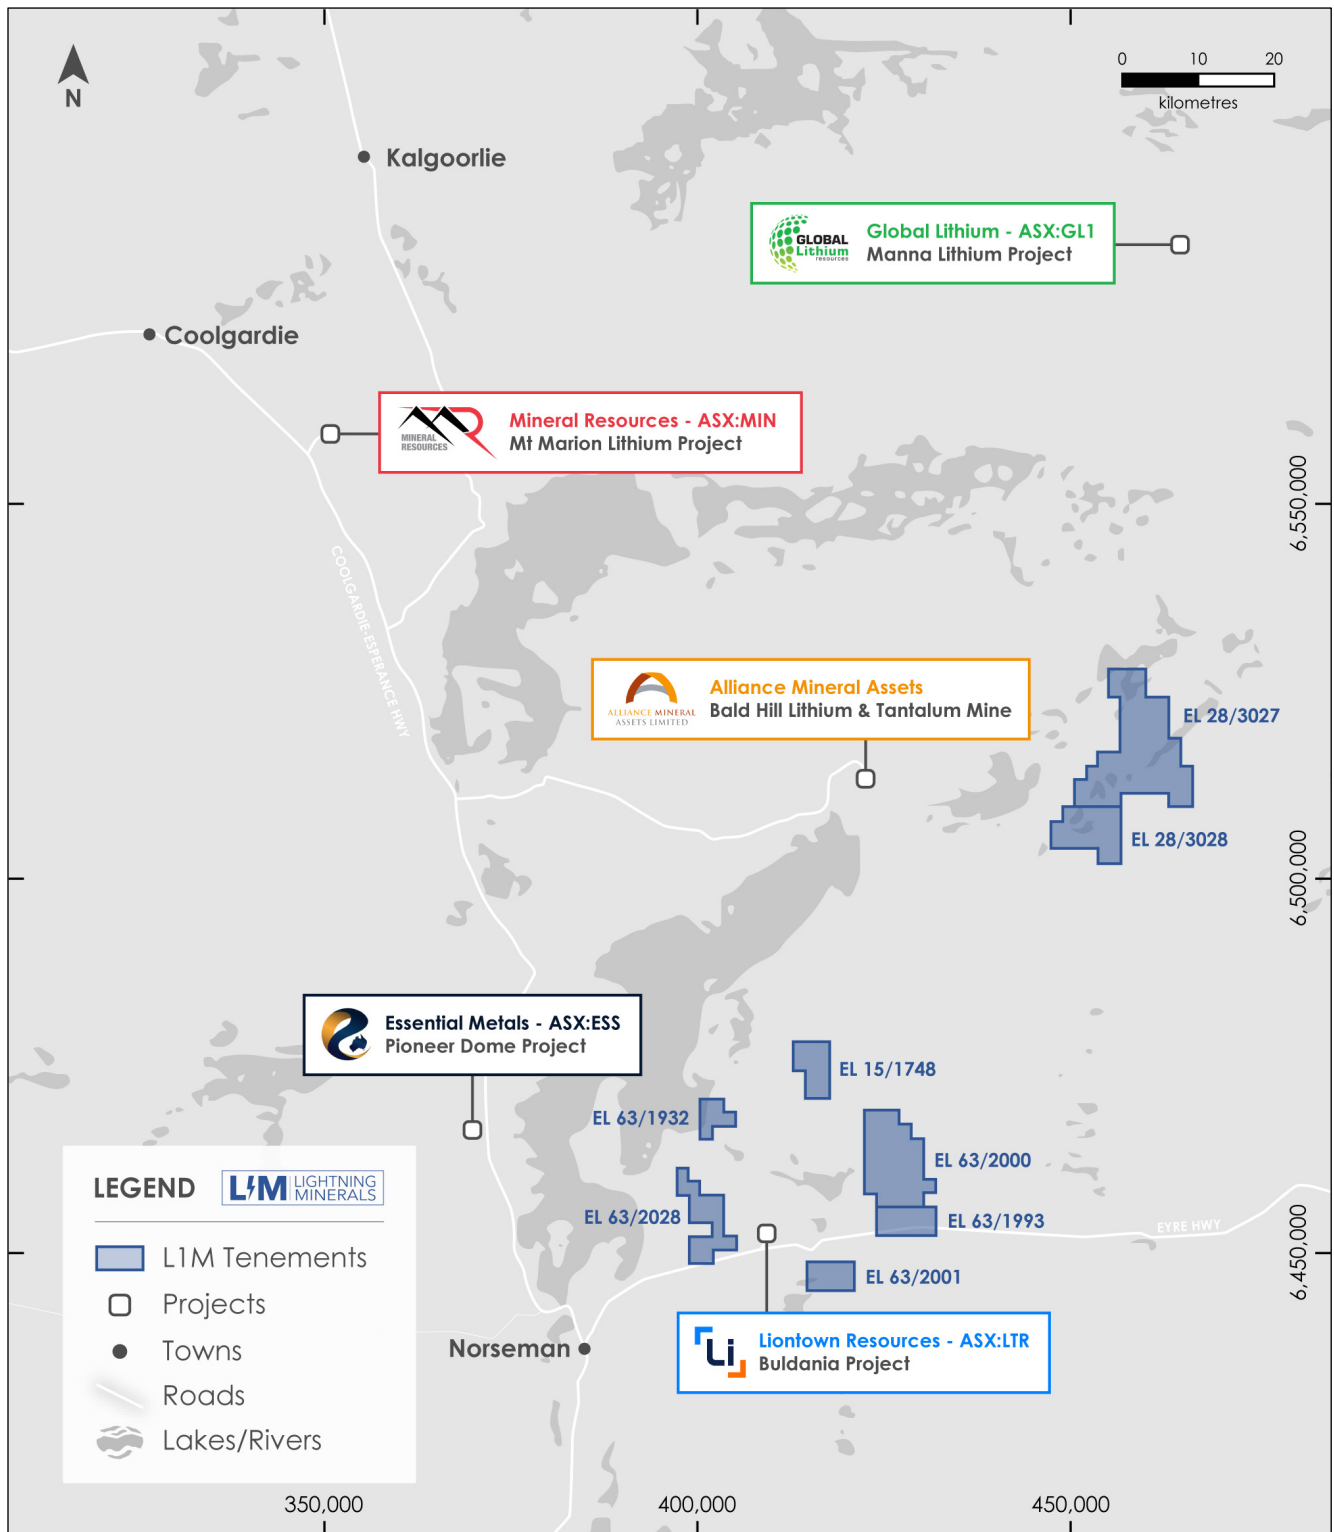 N
0 10 20
kilometres
Kalgoorlie
GLOBAL
Lithium
resources
Global Lithium - ASX:GL1
Manna Lithium Project
Coolgardie
MINERAL
RESOURCES
Mineral Resources - ASX:MIN
Mt Marion Lithium Project
6,550,000
COOLGARDIE-ESPERANCE HWY
ALLIANCE MINERAL
ASSETS LIMITED
Alliance Mineral Assets
Bald Hill Lithium & Tantalum Mine
EL 28/3027
EL 28/3028
6,500,000
Essential Metals - ASX:ESS
Pioneer Dome Project
EL 15/1748
EL 63/1932
EL 63/2000
EL 63/2028
EL 63/1993
EYRE HWY
6,450,000
EL 63/2001
Norseman
Li
Liontown Resources - ASX:LTR
Buldania Project
LEGEND
L1M LIGHTNING
MINERALS
L1M Tenements
Projects
Towns
Roads
Lakes/Rivers
350,000
400,000
450,000